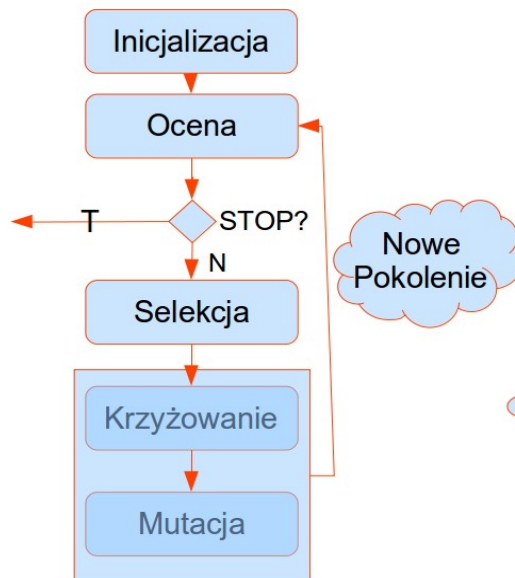 Inicjalizacja
Ocena
T
STOP?
N
Nowe
Pokolenie
Selekcja
Krzyżowanie
Mutacja